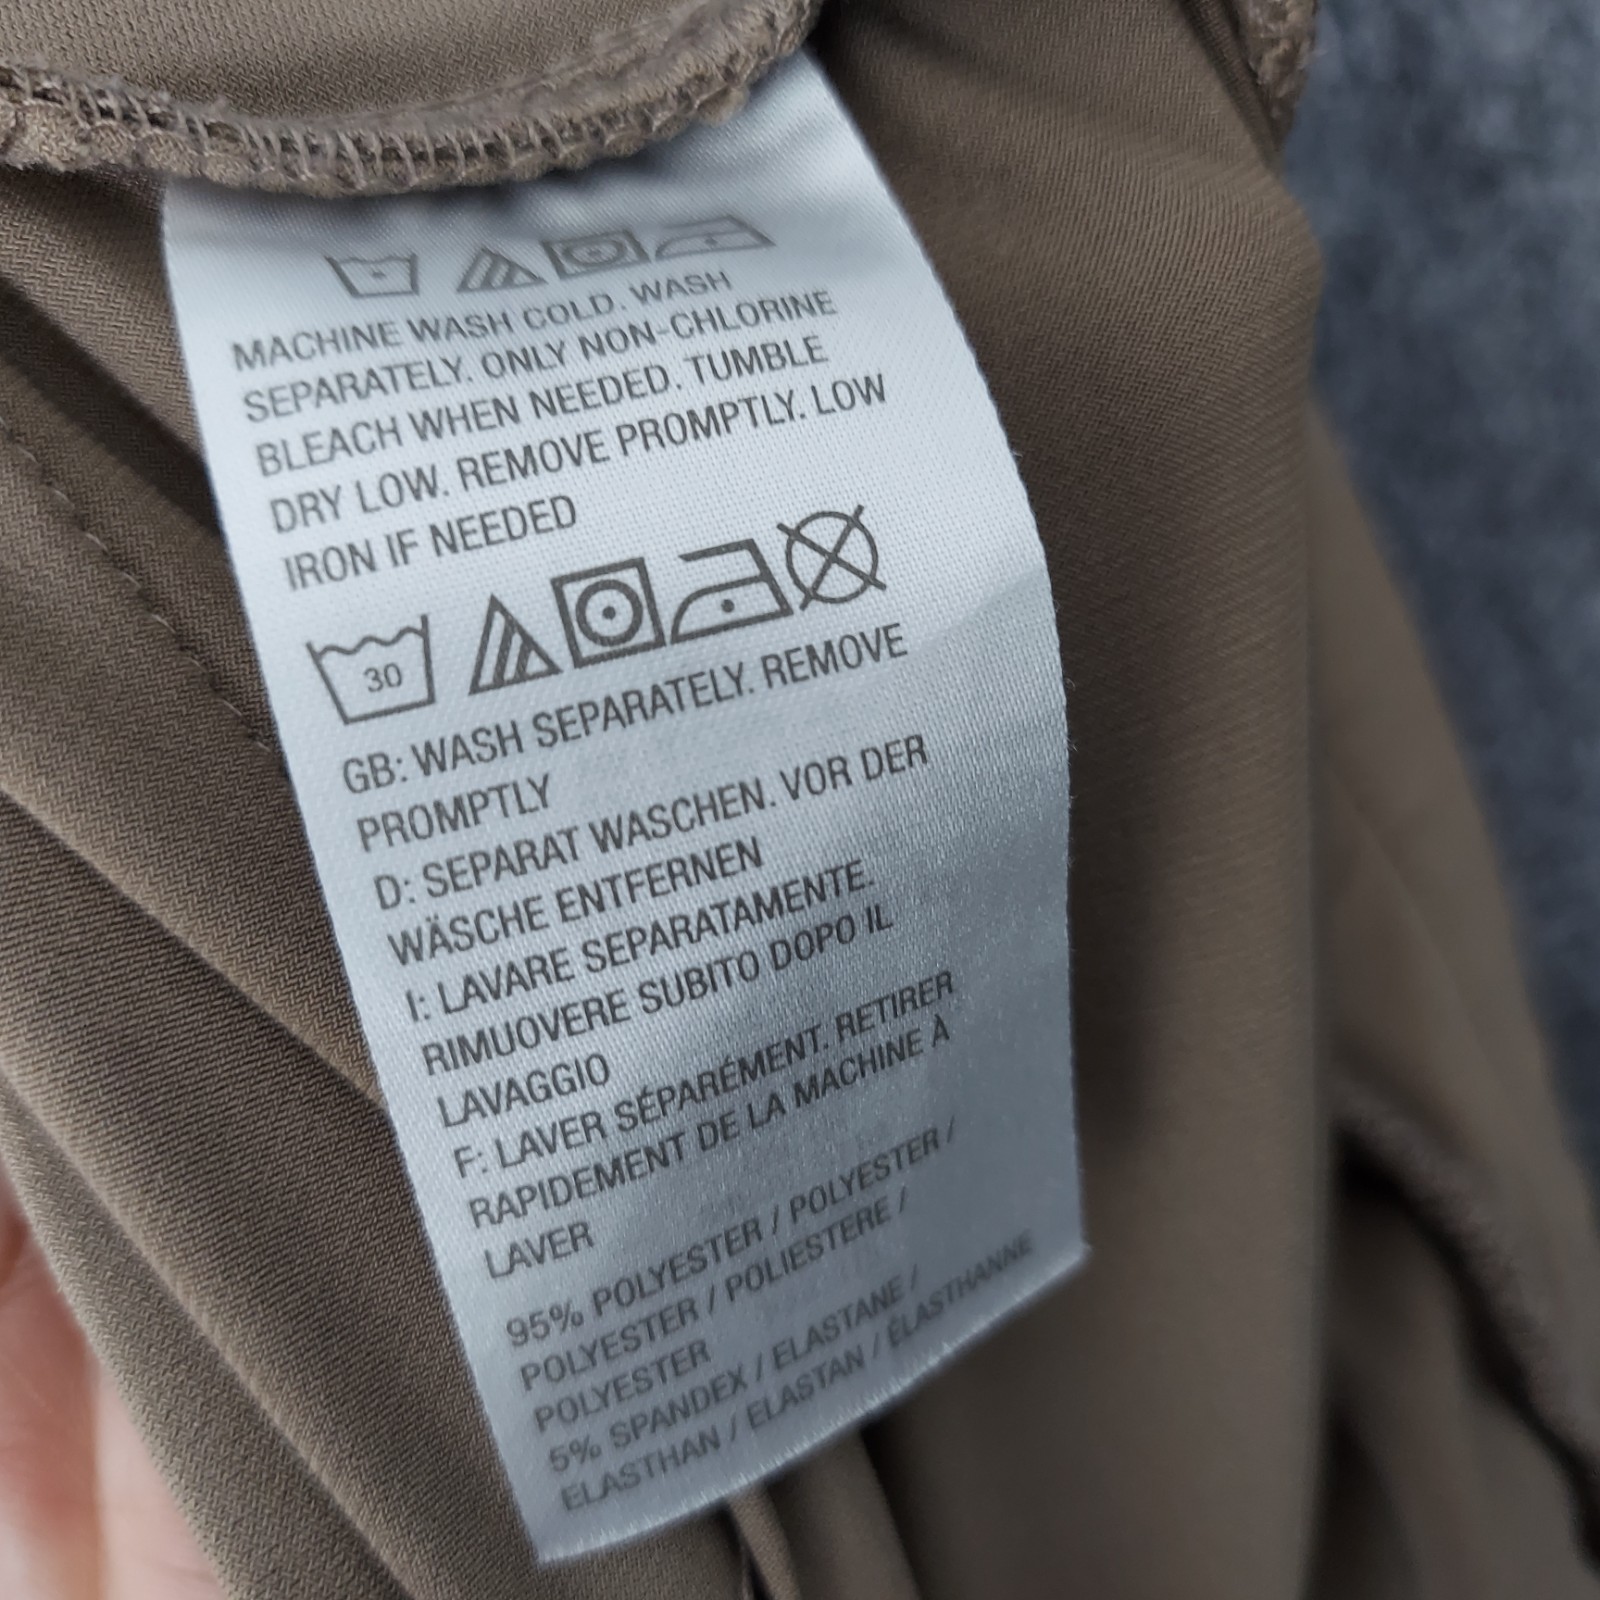 MACHINE WASH COLD. WASH
SEPARATELY. ONLY NON-CHLORINE
BLEACH WHEN NEEDED. TUMBLE
DRY LOW. REMOVE PROMPTLY. LOW
IRON IF NEEDED
30
GB: WASH SEPARATELY. REMOVE
PROMPTLY
D: SEPARAT WASCHEN. VOR DER
WÄSCHE ENTFERNEN
I: LAVARE SEPARATAMENTE.
RIMUOVERE SUBITO DOPO IL
LAVAGGIO
F: LAVER SÉPARÉMENT. RETIRER
RAPIDEMENT DE LA MACHINE À
LAVER
95% POLYESTER / POLYESTER /
POLYESTER / POLIESTERE /
POLYESTER
5% SPANDEX / ELASTANE /
ELASTHAN / ELASTAN / ÉLASTHANNE